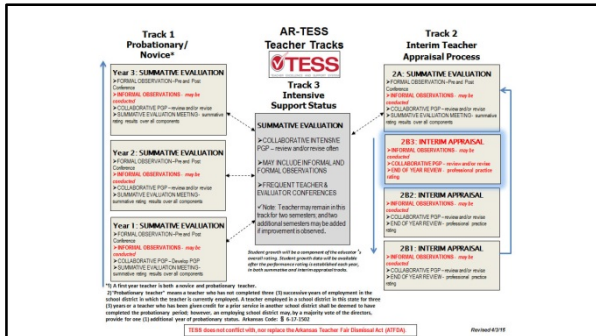 AR-TESS
Teacher Tracks
TESS
Track 1
Probationary/
Novice*
Year 3: SUMMATIVE EVALUATION
➢FORMAL OBSERVATION–Pre and Post
Conference
➢INFORMAL OBSERVATIONS - may be
conducted
➢COLLABORATIVE PGP – review and/or revise
➢SUMMATIVE EVALUATION MEETING- summative
rating results over all components
Year 2: SUMMATIVE EVALUATION
➢FORMAL OBSERVATION–Pre and Post
Conference
➢INFORMAL OBSERVATIONS - may be
conducted
➢COLLABORATIVE PGP – review and/or revise
➢SUMMATIVE EVALUATION MEETING-
summative rating results over all components
Year 1: SUMMATIVE EVALUATION
➢FORMAL OBSERVATION–Pre and Post
Conference
➢INFORMAL OBSERVATIONS - may be
conducted
➢COLLABORATIVE PGP – Develop PGP
➢SUMMATIVE EVALUATION MEETING-
summative rating results over all components
Track 3
Intensive
Support Status
SUMMATIVE EVALUATION
➢COLLABORATIVE INTENSIVE
PGP – review and/or revise often
➢MAY INCLUDE INFORMAL AND
FORMAL OBSERVATIONS
➢FREQUENT TEACHER &
EVALUATOR CONFERENCES
✓Note: Teacher may remain in this
track for two semesters, and two
additional semesters may be added
if improvement is observed.
Student growth will be a component of the educator's
overall rating. Student growth data will be available
after the performance rating is established each year,
in both summative and interim appraisal tracks.
Track 2
Interim Teacher
Appraisal Process
2A: SUMMATIVE EVALUATION
➢FORMAL OBSERVATION–Pre and Post
Conference
➢INFORMAL OBSERVATIONS - may be
conducted
➢COLLABORATIVE PGP – review and/or revise
➢SUMMATIVE EVALUATION MEETING- summative
rating results over all components
2B3: INTERIM APPRAISAL
➢INFORMAL OBSERVATIONS - may be
conducted
➢COLLABORATIVE PGP – review and/or revise
➢END OF YEAR REVIEW - professional practice
rating
2B2: INTERIM APPRAISAL
➢INFORMAL OBSERVATIONS - may be
conducted
➢COLLABORATIVE PGP – review and/or revise
➢END OF YEAR REVIEW - professional practice
rating
2B1: INTERIM APPRAISAL
➢INFORMAL OBSERVATIONS - may be
conducted
➢COLLABORATIVE PGP – review and/or revise
➢END OF YEAR REVIEW - professional practice
rating
*1) A first year teacher is both a novice and probationary teacher.
2)"Probationary teacher" means a teacher who has not completed three (3) successive years of employment in the
school district in which the teacher is currently employed. A teacher employed in a school district in this state for three
(3) years or a teacher who has been given credit for a prior service in another school district shall be deemed to have
completed the probationary period; however, an employing school district may, by a majority vote of the directors,
provide for one (1) additional year of probationary status. Arkansas Code: § 6-17-1502
TESS does not conflict with, nor replace the Arkansas Teacher Fair Dismissal Act (ATFDA).
Revised 4/3/15